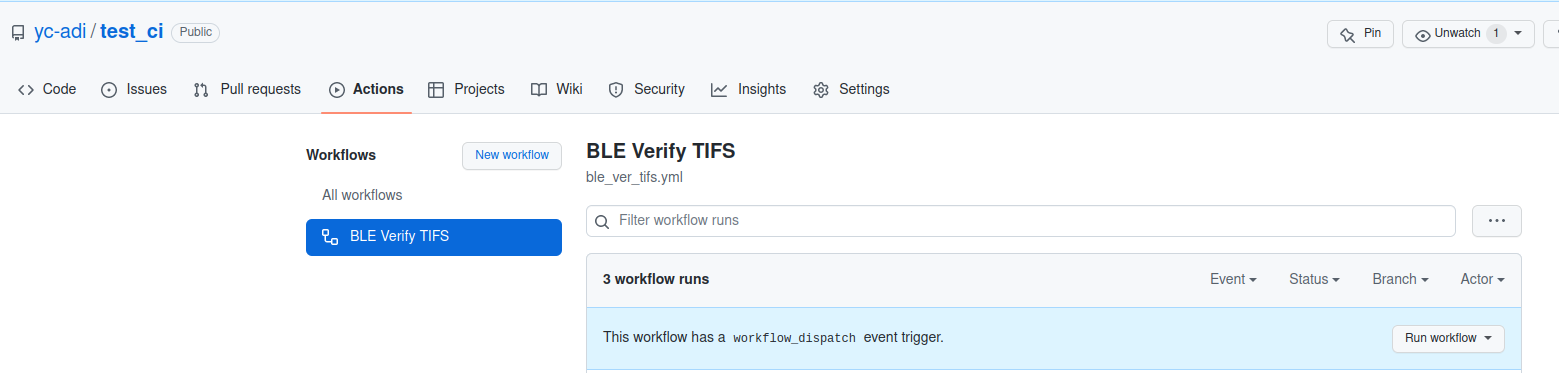 yc-adi / test_ci Public
Pin Unwatch 1
Code Issues Pull requests Actions Projects Wiki Security Insights Settings
Workflows New workflow
All workflows
BLE Verify TIFS
BLE Verify TIFS
ble_ver_tifs.yml
Filter workflow runs ...
3 workflow runs Event Status Branch Actor
This workflow has a workflow_dispatch event trigger. Run workflow